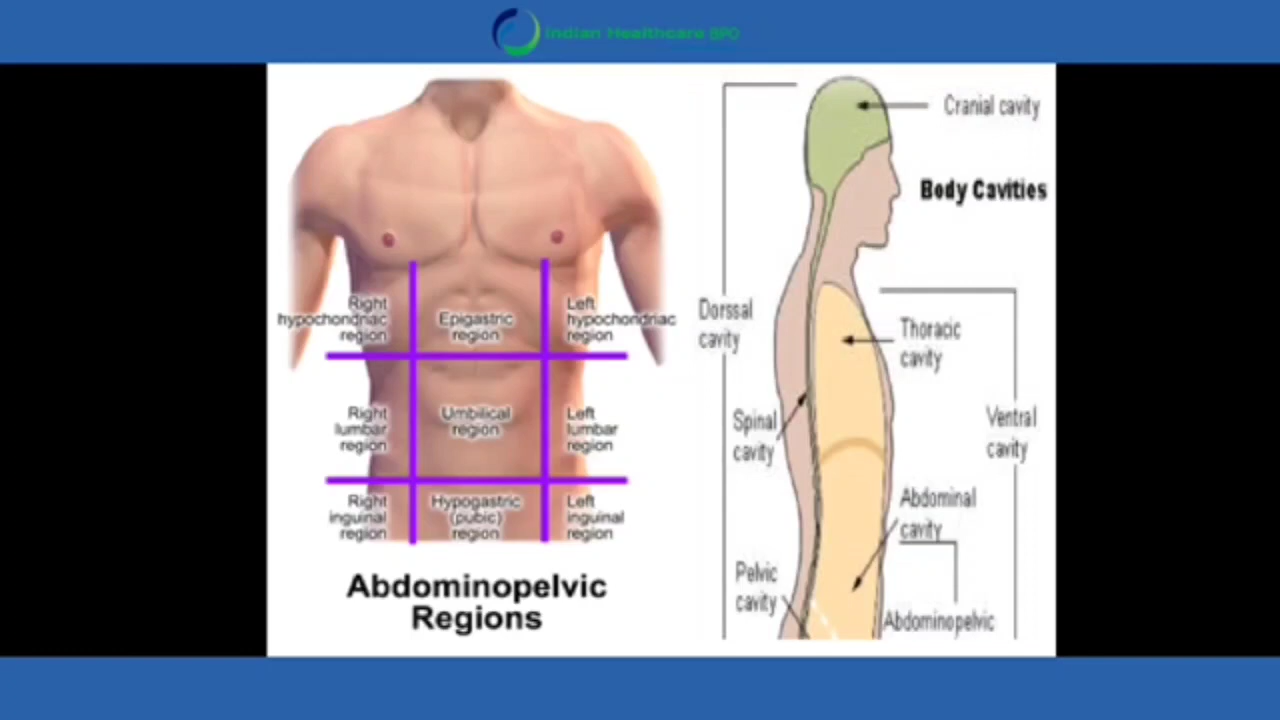 Indian Healthcare BPO
Right
hypochondriac
region
Epigastric
region
Left
hypochondriac
region
Right
lumbar
region
Umbilical
region
Left
lumbar
region
Right
inguinal
region
Hypogastric
(pubic)
region
Left
inguinal
region
Abdominopelvic
Regions
Cranial cavity
Body Cavities
Dorssal
cavity
Thoracic
cavity
Spinal
cavity
Ventral
cavity
Abdominal
cavity
Pelvic
cavity
Abdominopelvic